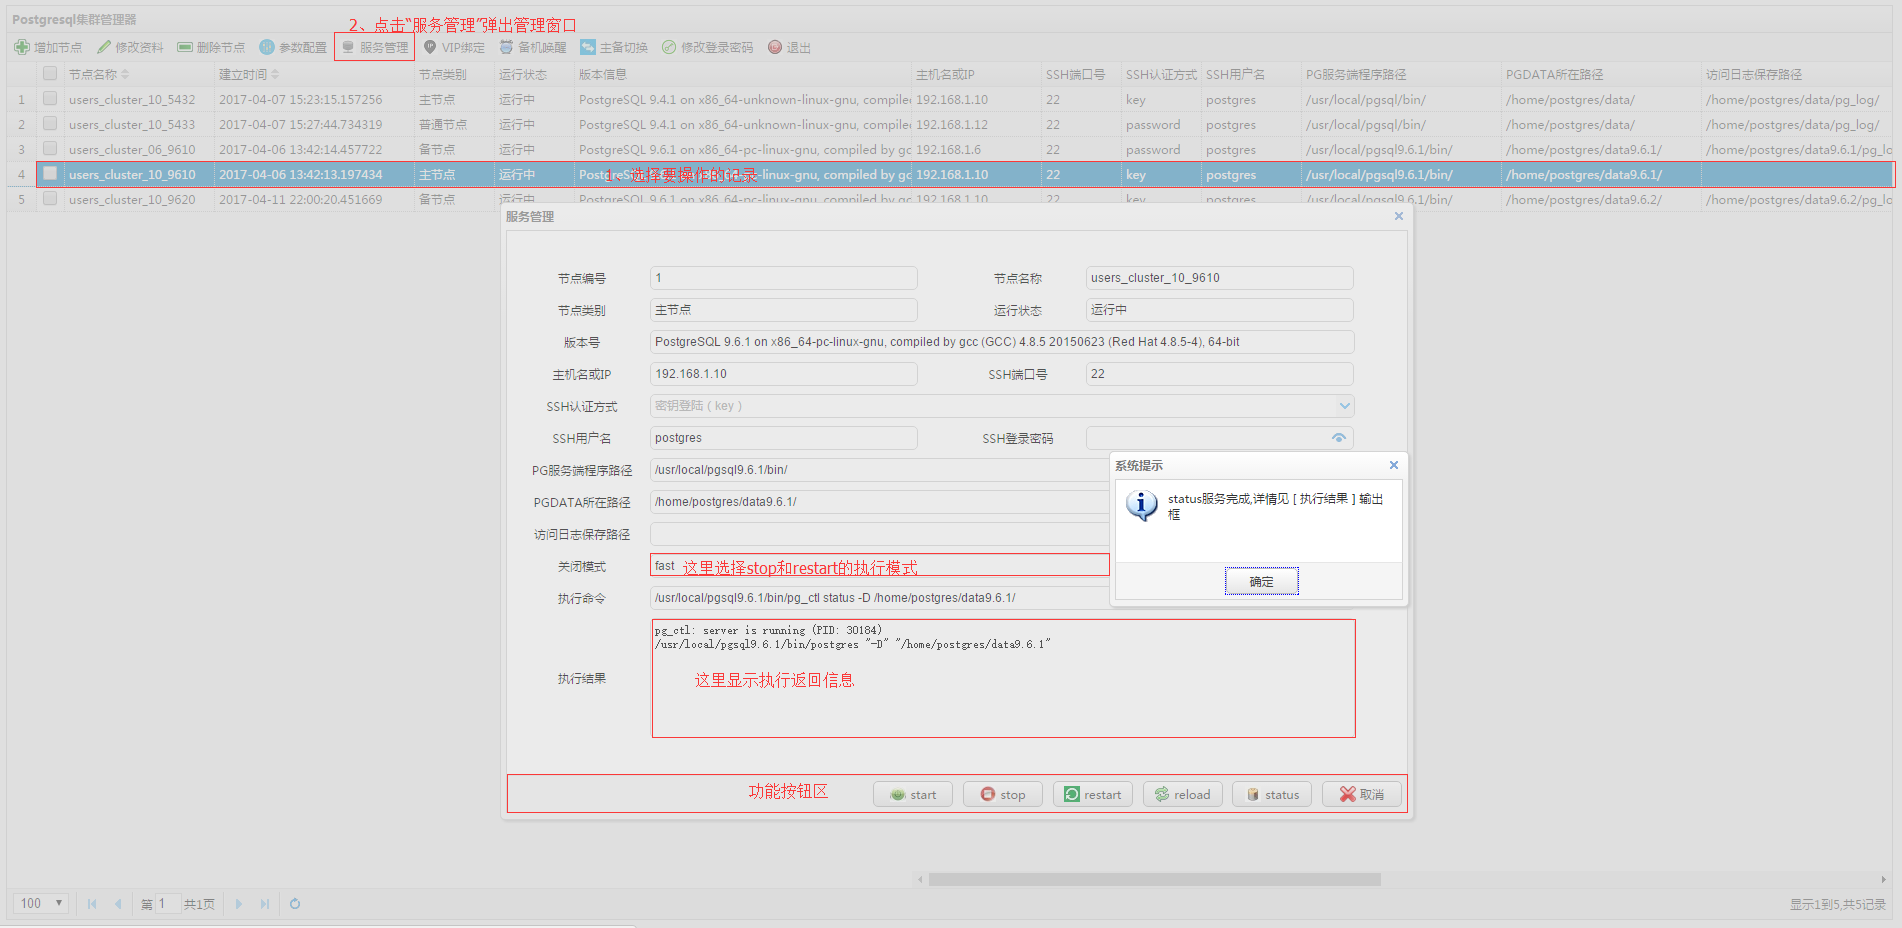 Postgresql集群管理器
2、点击“服务管理”弹出管理窗口
增加节点 修改资料 删除节点 参数配置 服务管理 VIP绑定 备机唤醒 主备切换 修改登录密码 退出
节点名称 建立时间 节点类别 运行状态 版本信息 主机名或IP SSH端口号 SSH认证方式 SSH用户名 PG服务端程序路径 PGDATA所在路径 访问日志保存路径
1 users_cluster_10_5432 2017-04-07 15:23:15.157256 主节点 运行中 PostgreSQL 9.4.1 on x86_64-unknown-linux-gnu, compiled 192.168.1.10 22 key postgres /usr/local/pgsql/bin/ /home/postgres/data/ /home/postgres/data/pg_log/
2 users_cluster_10_5433 2017-04-07 15:27:44.734319 普通节点 运行中 PostgreSQL 9.4.1 on x86_64-unknown-linux-gnu, compiled 192.168.1.12 22 password postgres /usr/local/pgsql/bin/ /home/postgres/data/ /home/postgres/data/pg_log/
3 users_cluster_06_9610 2017-04-06 13:42:14.457722 备节点 运行中 PostgreSQL 9.6.1 on x86_64-pc-linux-gnu, compiled by gc 192.168.1.6 22 password postgres /usr/local/pgsql9.6.1/bin/ /home/postgres/data9.6.1/ /home/postgres/data9.6.1/pg_lo
4 users_cluster_10_9610 2017-04-06 13:42:13.197434 主节点 运行中 PostgreSQL 9.6.1 on x86_64-pc-linux-gnu, compiled by gc 192.168.1.10 22 key postgres /usr/local/pgsql9.6.1/bin/ /home/postgres/data9.6.1/
1、选择要操作的记录
5 users_cluster_10_9620 2017-04-11 22:00:20.451669 备节点 运行中 PostgreSQL 9.6.1 on x86_64-pc-linux-gnu, compiled by gc 192.168.1.10 22 key postgres /usr/local/pgsql9.6.1/bin/ /home/postgres/data9.6.2/ /home/postgres/data9.6.2/pg_lo
服务管理
节点编号 1 节点名称 users_cluster_10_9610
节点类别 主节点 运行状态 运行中
版本号 PostgreSQL 9.6.1 on x86_64-pc-linux-gnu, compiled by gcc (GCC) 4.8.5 20150623 (Red Hat 4.8.5-4), 64-bit
主机名或IP 192.168.1.10 SSH端口号 22
SSH认证方式 密钥登陆（key）
SSH用户名 postgres SSH登录密码
PG服务端程序路径 /usr/local/pgsql9.6.1/bin/
PGDATA所在路径 /home/postgres/data9.6.1/
访问日志保存路径
关闭模式 fast 这里选择stop和restart的执行模式
执行命令 /usr/local/pgsql9.6.1/bin/pg_ctl status -D /home/postgres/data9.6.1/
pg_ctl: server is running (PID: 30184)
/usr/local/pgsql9.6.1/bin/postgres "-D" "/home/postgres/data9.6.1"
执行结果 这里显示执行返回信息
系统提示
status服务完成,详情见 [ 执行结果 ] 输出
框
确定
功能按钮区 start stop restart reload status 取消
100 第 1 共1页 显示1到5,共5记录